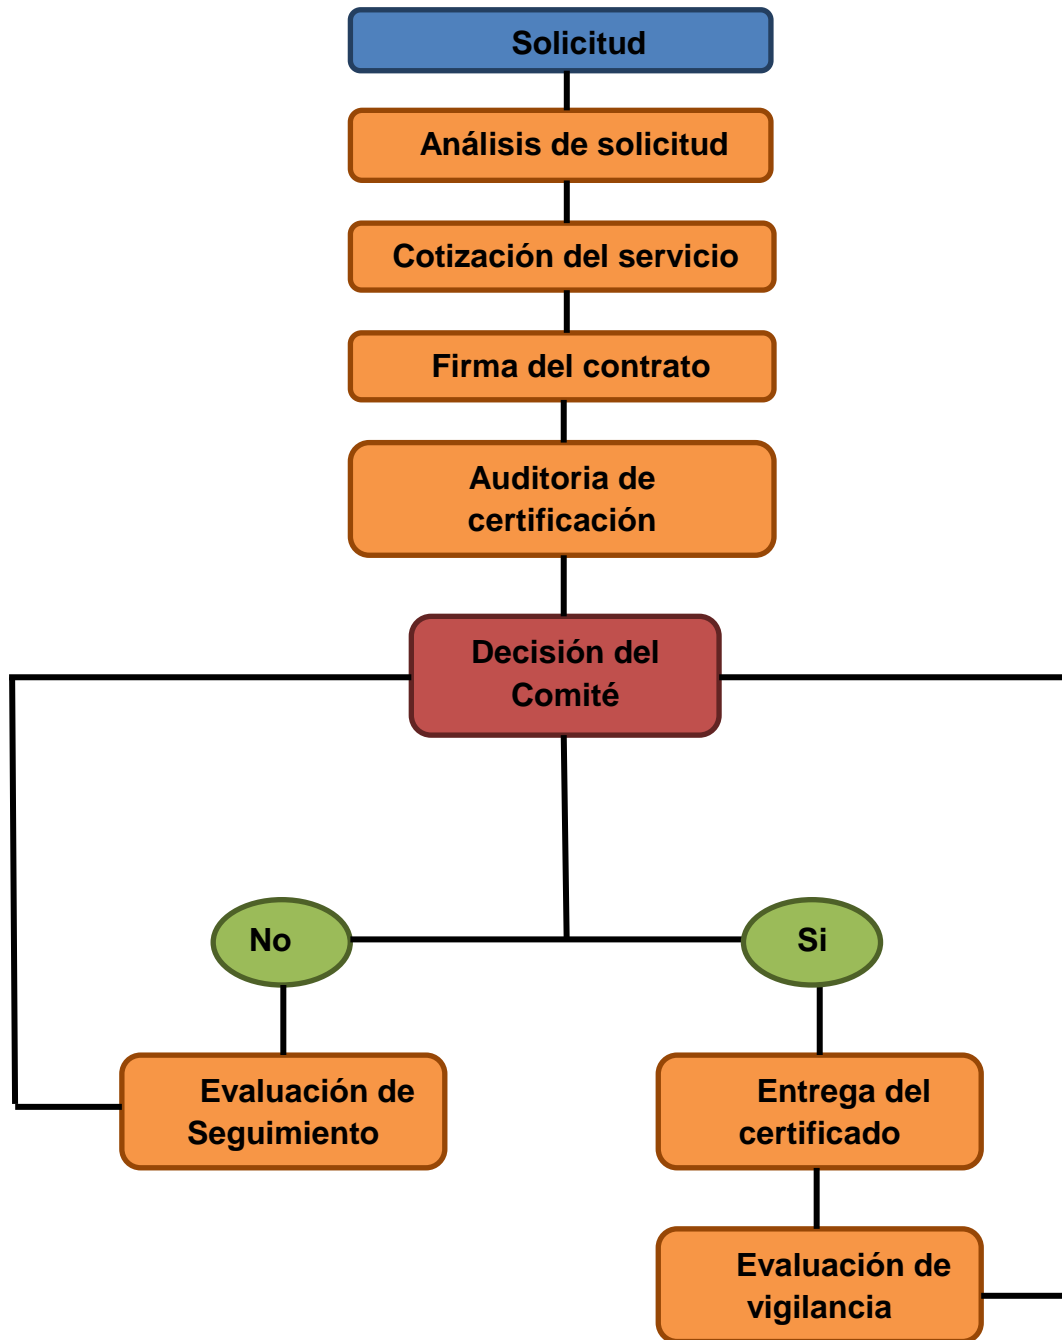 Solicitud
Análisis de solicitud
Cotización del servicio
Firma del contrato
Auditoria de
certificación
Decisión del
Comité
No
Si
Evaluación de
Seguimiento
Entrega del
certificado
Evaluación de
vigilancia